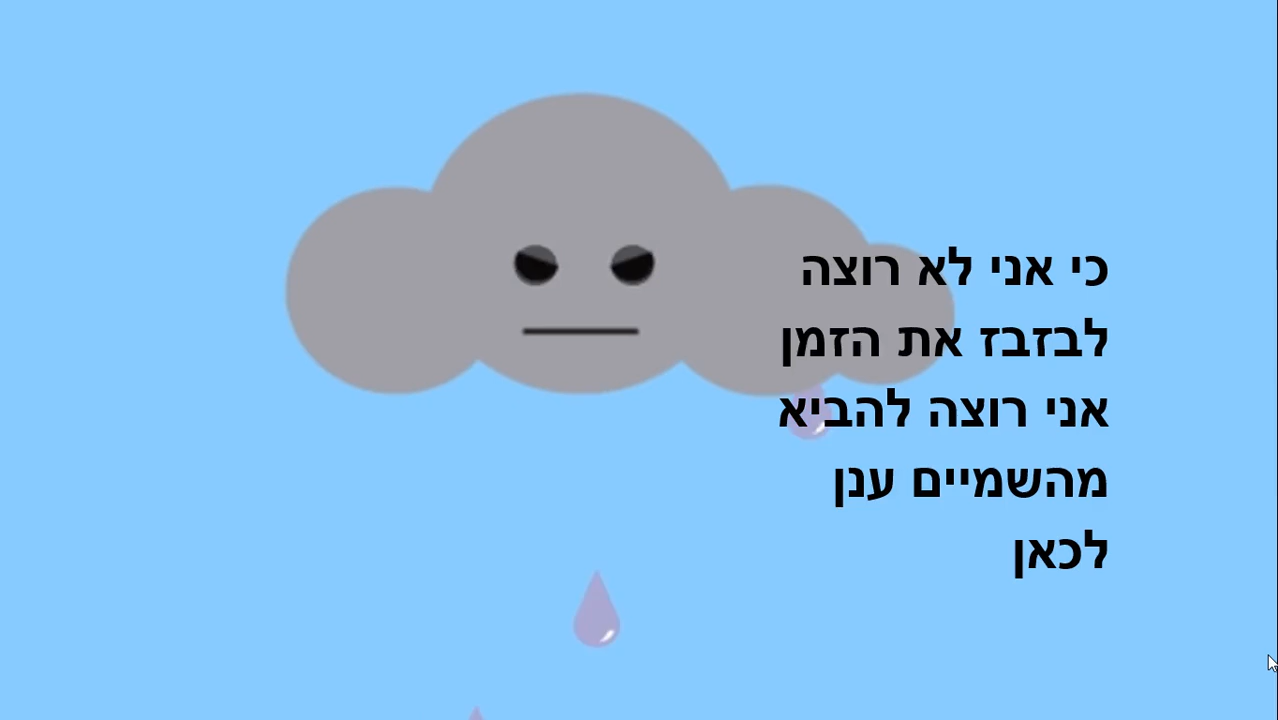 כי אני לא רוצה
לבזבז את הזמן
אני רוצה להביא
מהשמיים ענן
לכאן